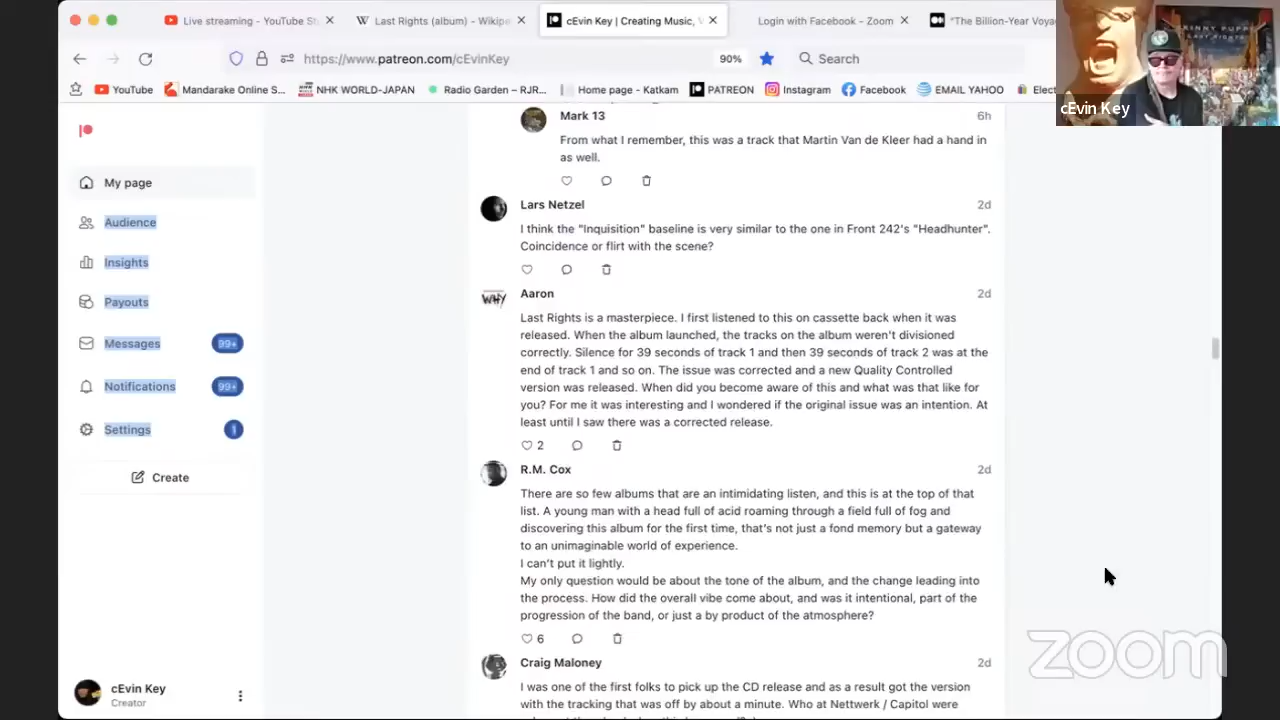 Live streaming - YouTube St
Last Rights (album) - Wikipe
cEvin Key | Creating Music, V
Login with Facebook - Zoom
"The Billion-Year Voya
https://www.patreon.com/cEvinKey
90%
Search
YouTube
Mandarake Online S...
NHK WORLD-JAPAN
Radio Garden – RJR...
Home page - Katkam
PATREON
Instagram
Facebook
EMAIL YAHOO
Elect
SKINNY PUPPY
LAST RIGHTS
cEvin Key
My page
Audience
Insights
Payouts
Messages
99+
Notifications
99+
Settings
1
Create
cEvin Key
Creator
Mark 13
6h
From what I remember, this was a track that Martin Van de Kleer had a hand in
as well.
Lars Netzel
2d
I think the "Inquisition" baseline is very similar to the one in Front 242's "Headhunter".
Coincidence or flirt with the scene?
WHY
Aaron
2d
Last Rights is a masterpiece. I first listened to this on cassette back when it was
released. When the album launched, the tracks on the album weren't divisioned
correctly. Silence for 39 seconds of track 1 and then 39 seconds of track 2 was at the
end of track 1 and so on. The issue was corrected and a new Quality Controlled
version was released. When did you become aware of this and what was that like for
you? For me it was interesting and I wondered if the original issue was an intention. At
least until I saw there was a corrected release.
2
R.M. Cox
2d
There are so few albums that are an intimidating listen, and this is at the top of that
list. A young man with a head full of acid roaming through a field full of fog and
discovering this album for the first time, that's not just a fond memory but a gateway
to an unimaginable world of experience.
I can't put it lightly.
My only question would be about the tone of the album, and the change leading into
the process. How did the overall vibe come about, and was it intentional, part of the
progression of the band, or just a by product of the atmosphere?
6
Craig Maloney
2d
I was one of the first folks to pick up the CD release and as a result got the version
with the tracking that was off by about a minute. Who at Nettwerk / Capitol were
zoom